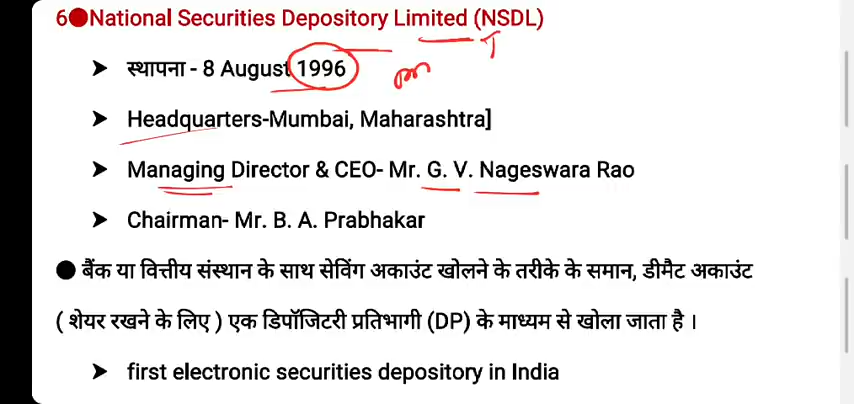 6●National Securities Depository Limited (NSDL)
➤ स्थापना - 8 August 1996
➤ Headquarters-Mumbai, Maharashtra]
➤ Managing Director & CEO- Mr. G. V. Nageswara Rao
➤ Chairman- Mr. B. A. Prabhakar
● बैंक या वित्तीय संस्थान के साथ सेविंग अकाउंट खोलने के तरीके के समान, डीमैट अकाउंट
( शेयर रखने के लिए ) एक डिपॉजिटरी प्रतिभागी (DP) के माध्यम से खोला जाता है ।
➤ first electronic securities depository in India